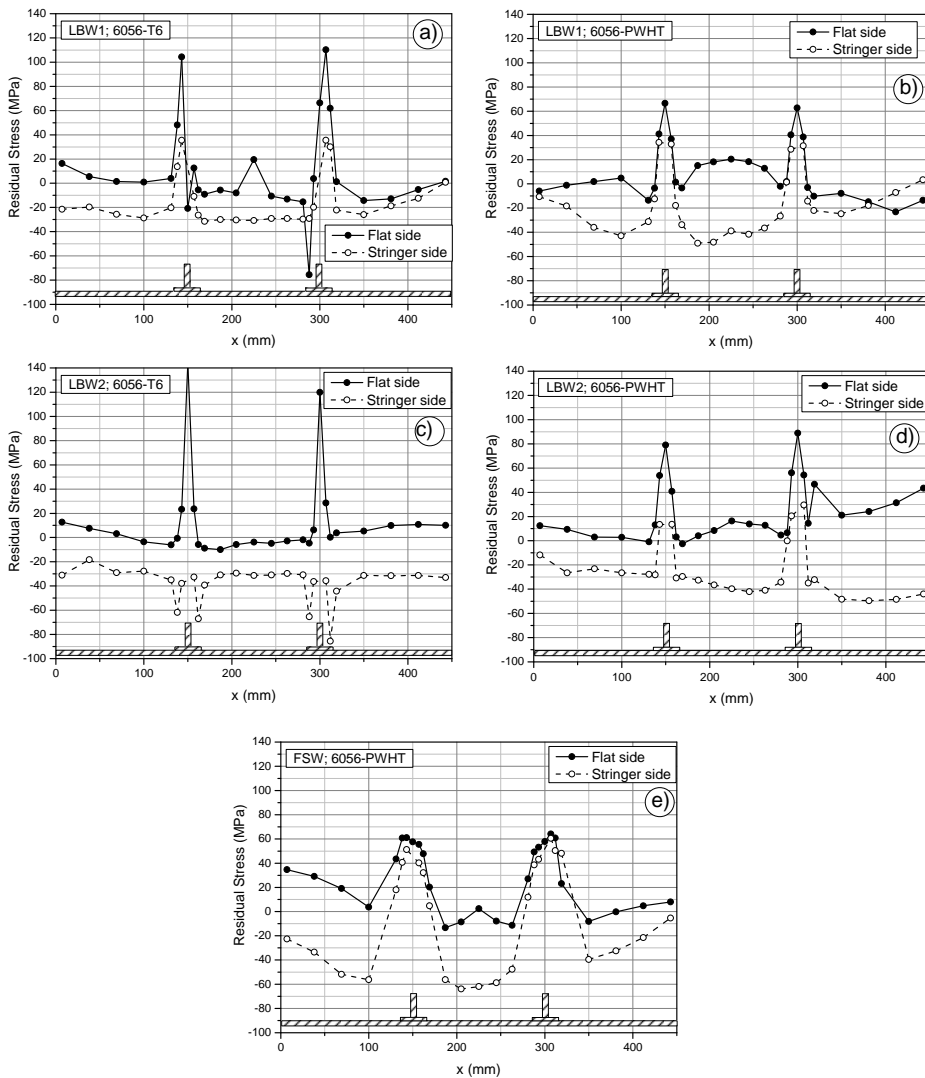 LBW1; 6056-T6
a)
Residual Stress (MPa)
140
120
100
80
60
40
20
0
-20
-40
-60
-80
-100
Flat side
Stringer side
0 100 200 300 400
x (mm)
LBW1; 6056-PWHT
Flat side
Stringer side
b)
Residual Stress (MPa)
140
120
100
80
60
40
20
0
-20
-40
-60
-80
-100
0 100 200 300 400
x (mm)
LBW2; 6056-T6
Flat side
Stringer side
c)
Residual Stress (MPa)
120
100
80
60
40
20
0
-20
-40
-60
-80
-100
0 100 200 300 400
x (mm)
LBW2; 6056-PWHT
Flat side
Stringer side
d)
Residual Stress (MPa)
140
120
100
80
60
40
20
0
-20
-40
-60
-80
-100
0 100 200 300 400
x (mm)
FSW; 6056-PWHT
Flat side
Stringer side
e)
Residual Stress (MPa)
140
120
100
80
60
40
20
0
-20
-40
-60
-80
-100
0 100 200 300 400
x (mm)